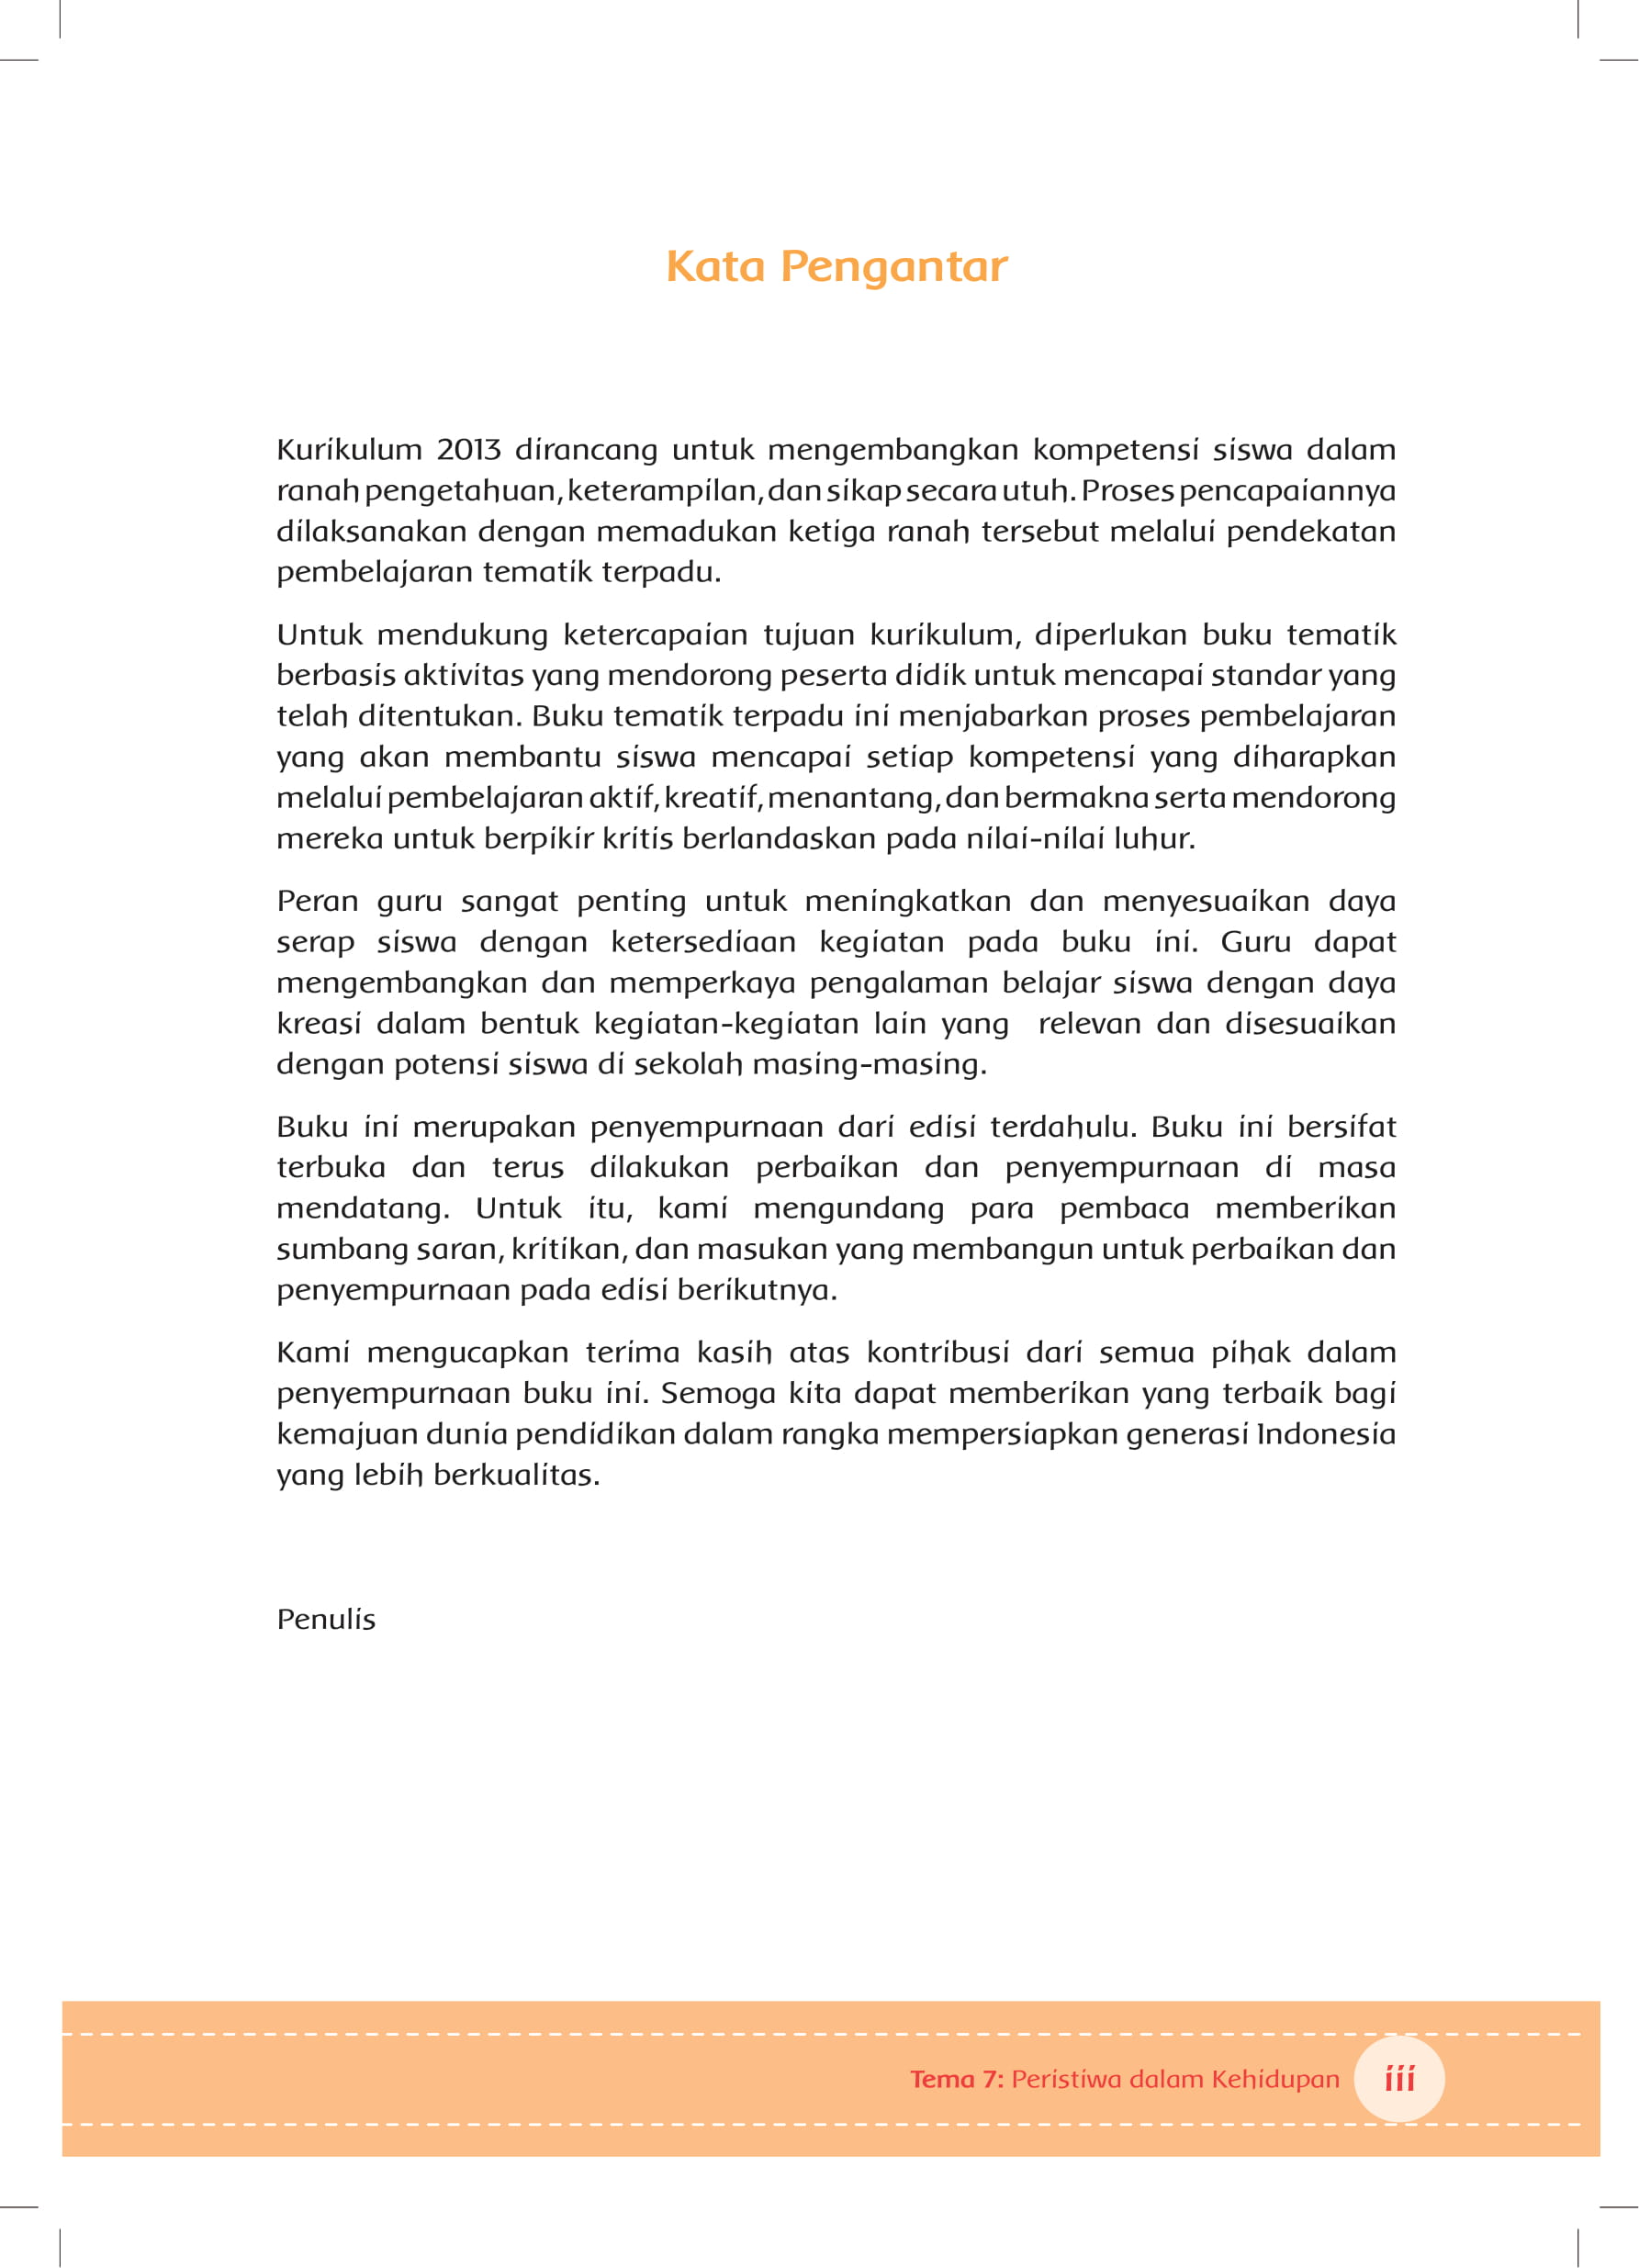 Kata Pengantar
Kurikulum 2013 dirancang untuk mengembangkan kompetensi siswa dalam
ranah pengetahuan, keterampilan, dan sikap secara utuh. Proses pencapaiannya
dilaksanakan dengan memadukan ketiga ranah tersebut melalui pendekatan
pembelajaran tematik terpadu.
Untuk mendukung ketercapaian tujuan kurikulum, diperlukan buku tematik
berbasis aktivitas yang mendorong peserta didik untuk mencapai standar yang
telah ditentukan. Buku tematik terpadu ini menjabarkan proses pembelajaran
yang akan membantu siswa mencapai setiap kompetensi yang diharapkan
melalui pembelajaran aktif, kreatif, menantang, dan bermakna serta mendorong
mereka untuk berpikir kritis berlandaskan pada nilai-nilai luhur.
Peran guru sangat penting untuk meningkatkan dan menyesuaikan daya
serap siswa dengan ketersediaan kegiatan pada buku ini. Guru dapat
mengembangkan dan memperkaya pengalaman belajar siswa dengan daya
kreasi dalam bentuk kegiatan-kegiatan lain yang relevan dan disesuaikan
dengan potensi siswa di sekolah masing-masing.
Buku ini merupakan penyempurnaan dari edisi terdahulu. Buku ini bersifat
terbuka dan terus dilakukan perbaikan dan penyempurnaan di masa
mendatang. Untuk itu, kami mengundang para pembaca memberikan
sumbang saran, kritikan, dan masukan yang membangun untuk perbaikan dan
penyempurnaan pada edisi berikutnya.
Kami mengucapkan terima kasih atas kontribusi dari semua pihak dalam
penyempurnaan buku ini. Semoga kita dapat memberikan yang terbaik bagi
kemajuan dunia pendidikan dalam rangka mempersiapkan generasi Indonesia
yang lebih berkualitas.
Penulis
Tema 7: Peristiwa dalam Kehidupan iii